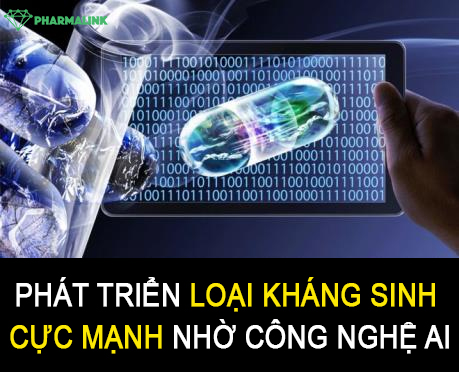 PHARMALINK
PHÁT TRIỂN LOẠI KHÁNG SINH
CỰC MẠNH NHỜ CÔNG NGHỆ AI